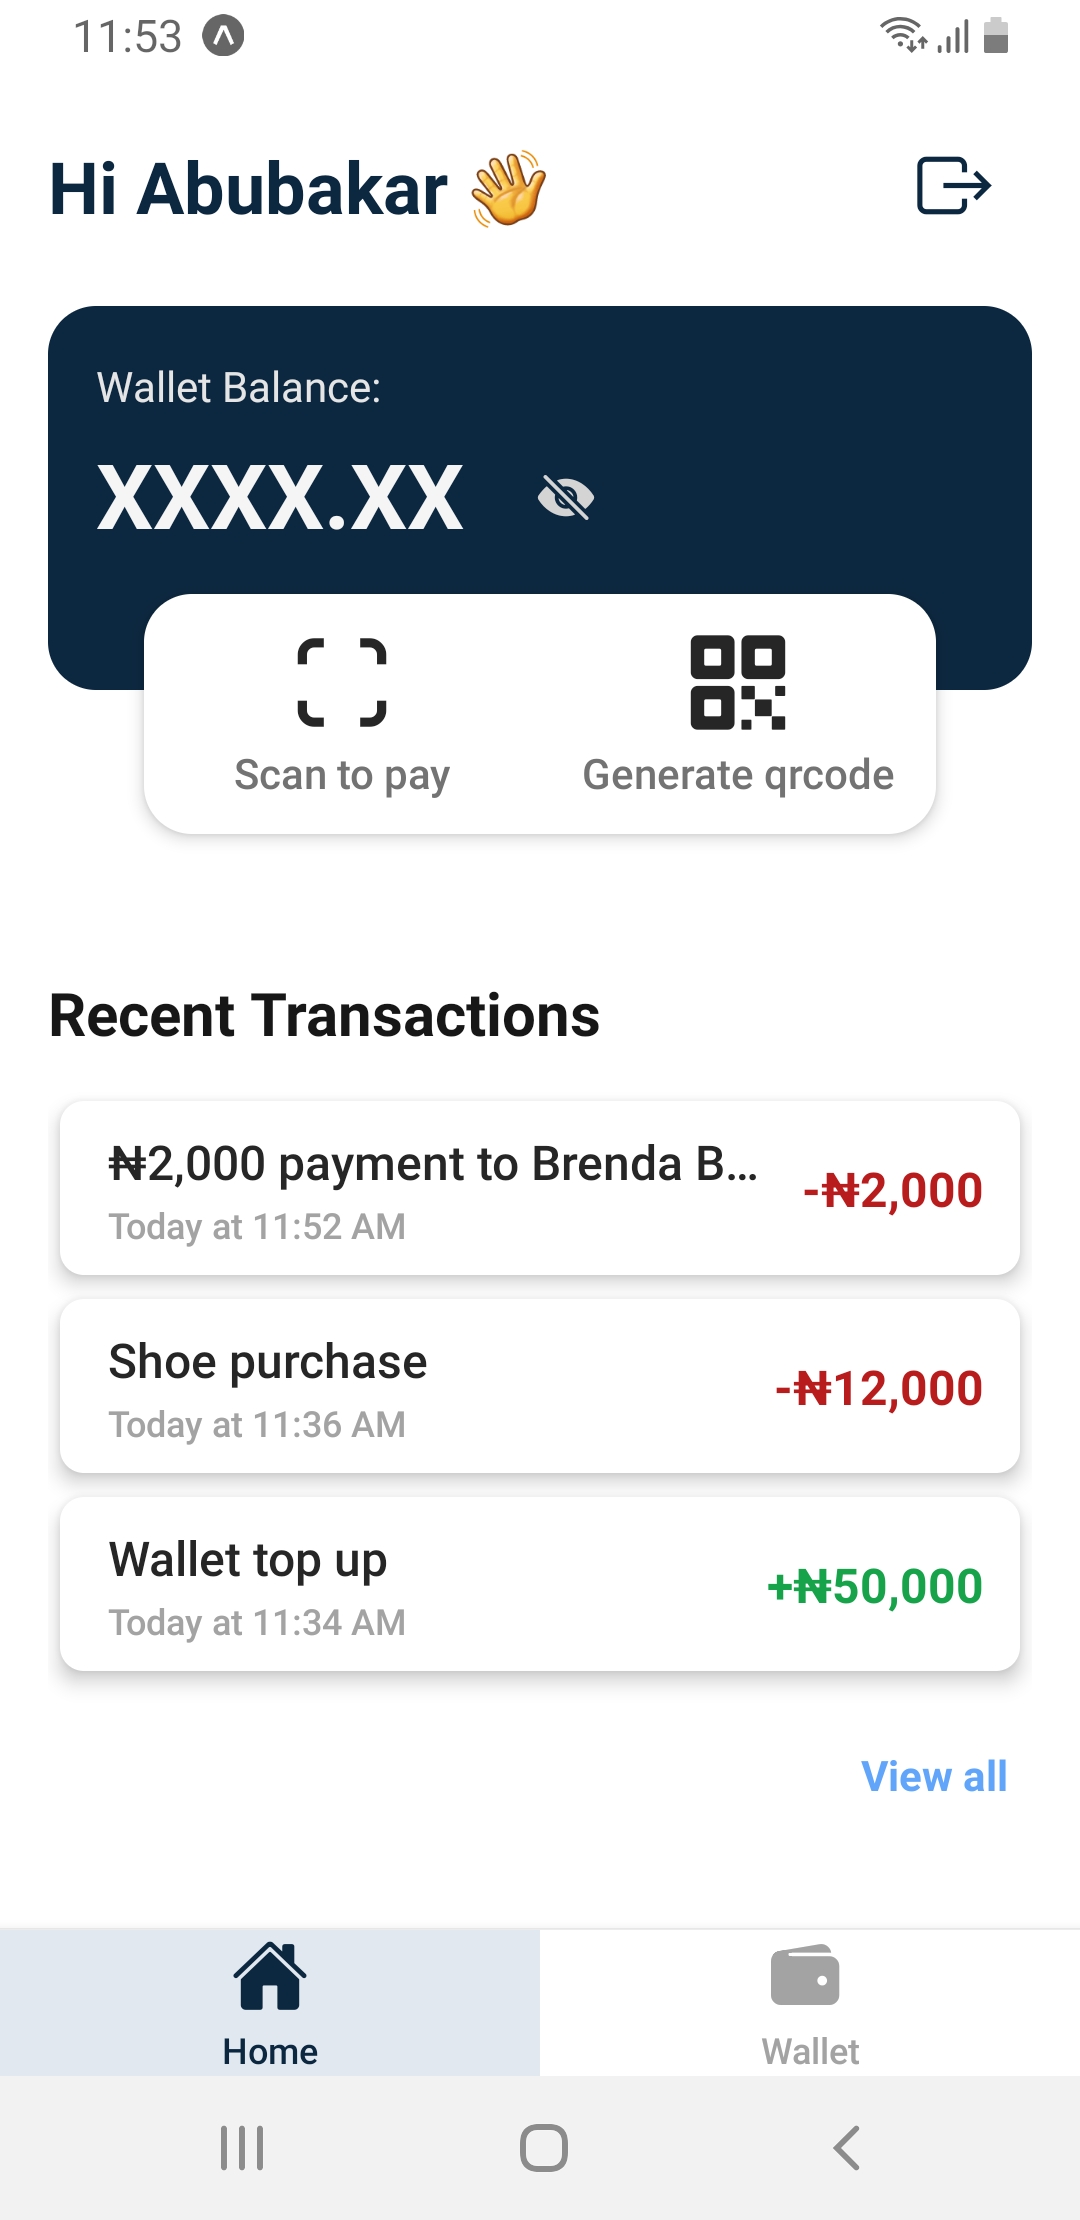 11:53
Hi Abubakar 👋
Wallet Balance:
XXXX.XX
Scan to pay
Generate qrcode
Recent Transactions
₦2,000 payment to Brenda B...
-₦2,000
Today at 11:52 AM
Shoe purchase
-₦12,000
Today at 11:36 AM
Wallet top up
+₦50,000
Today at 11:34 AM
View all
Home
Wallet